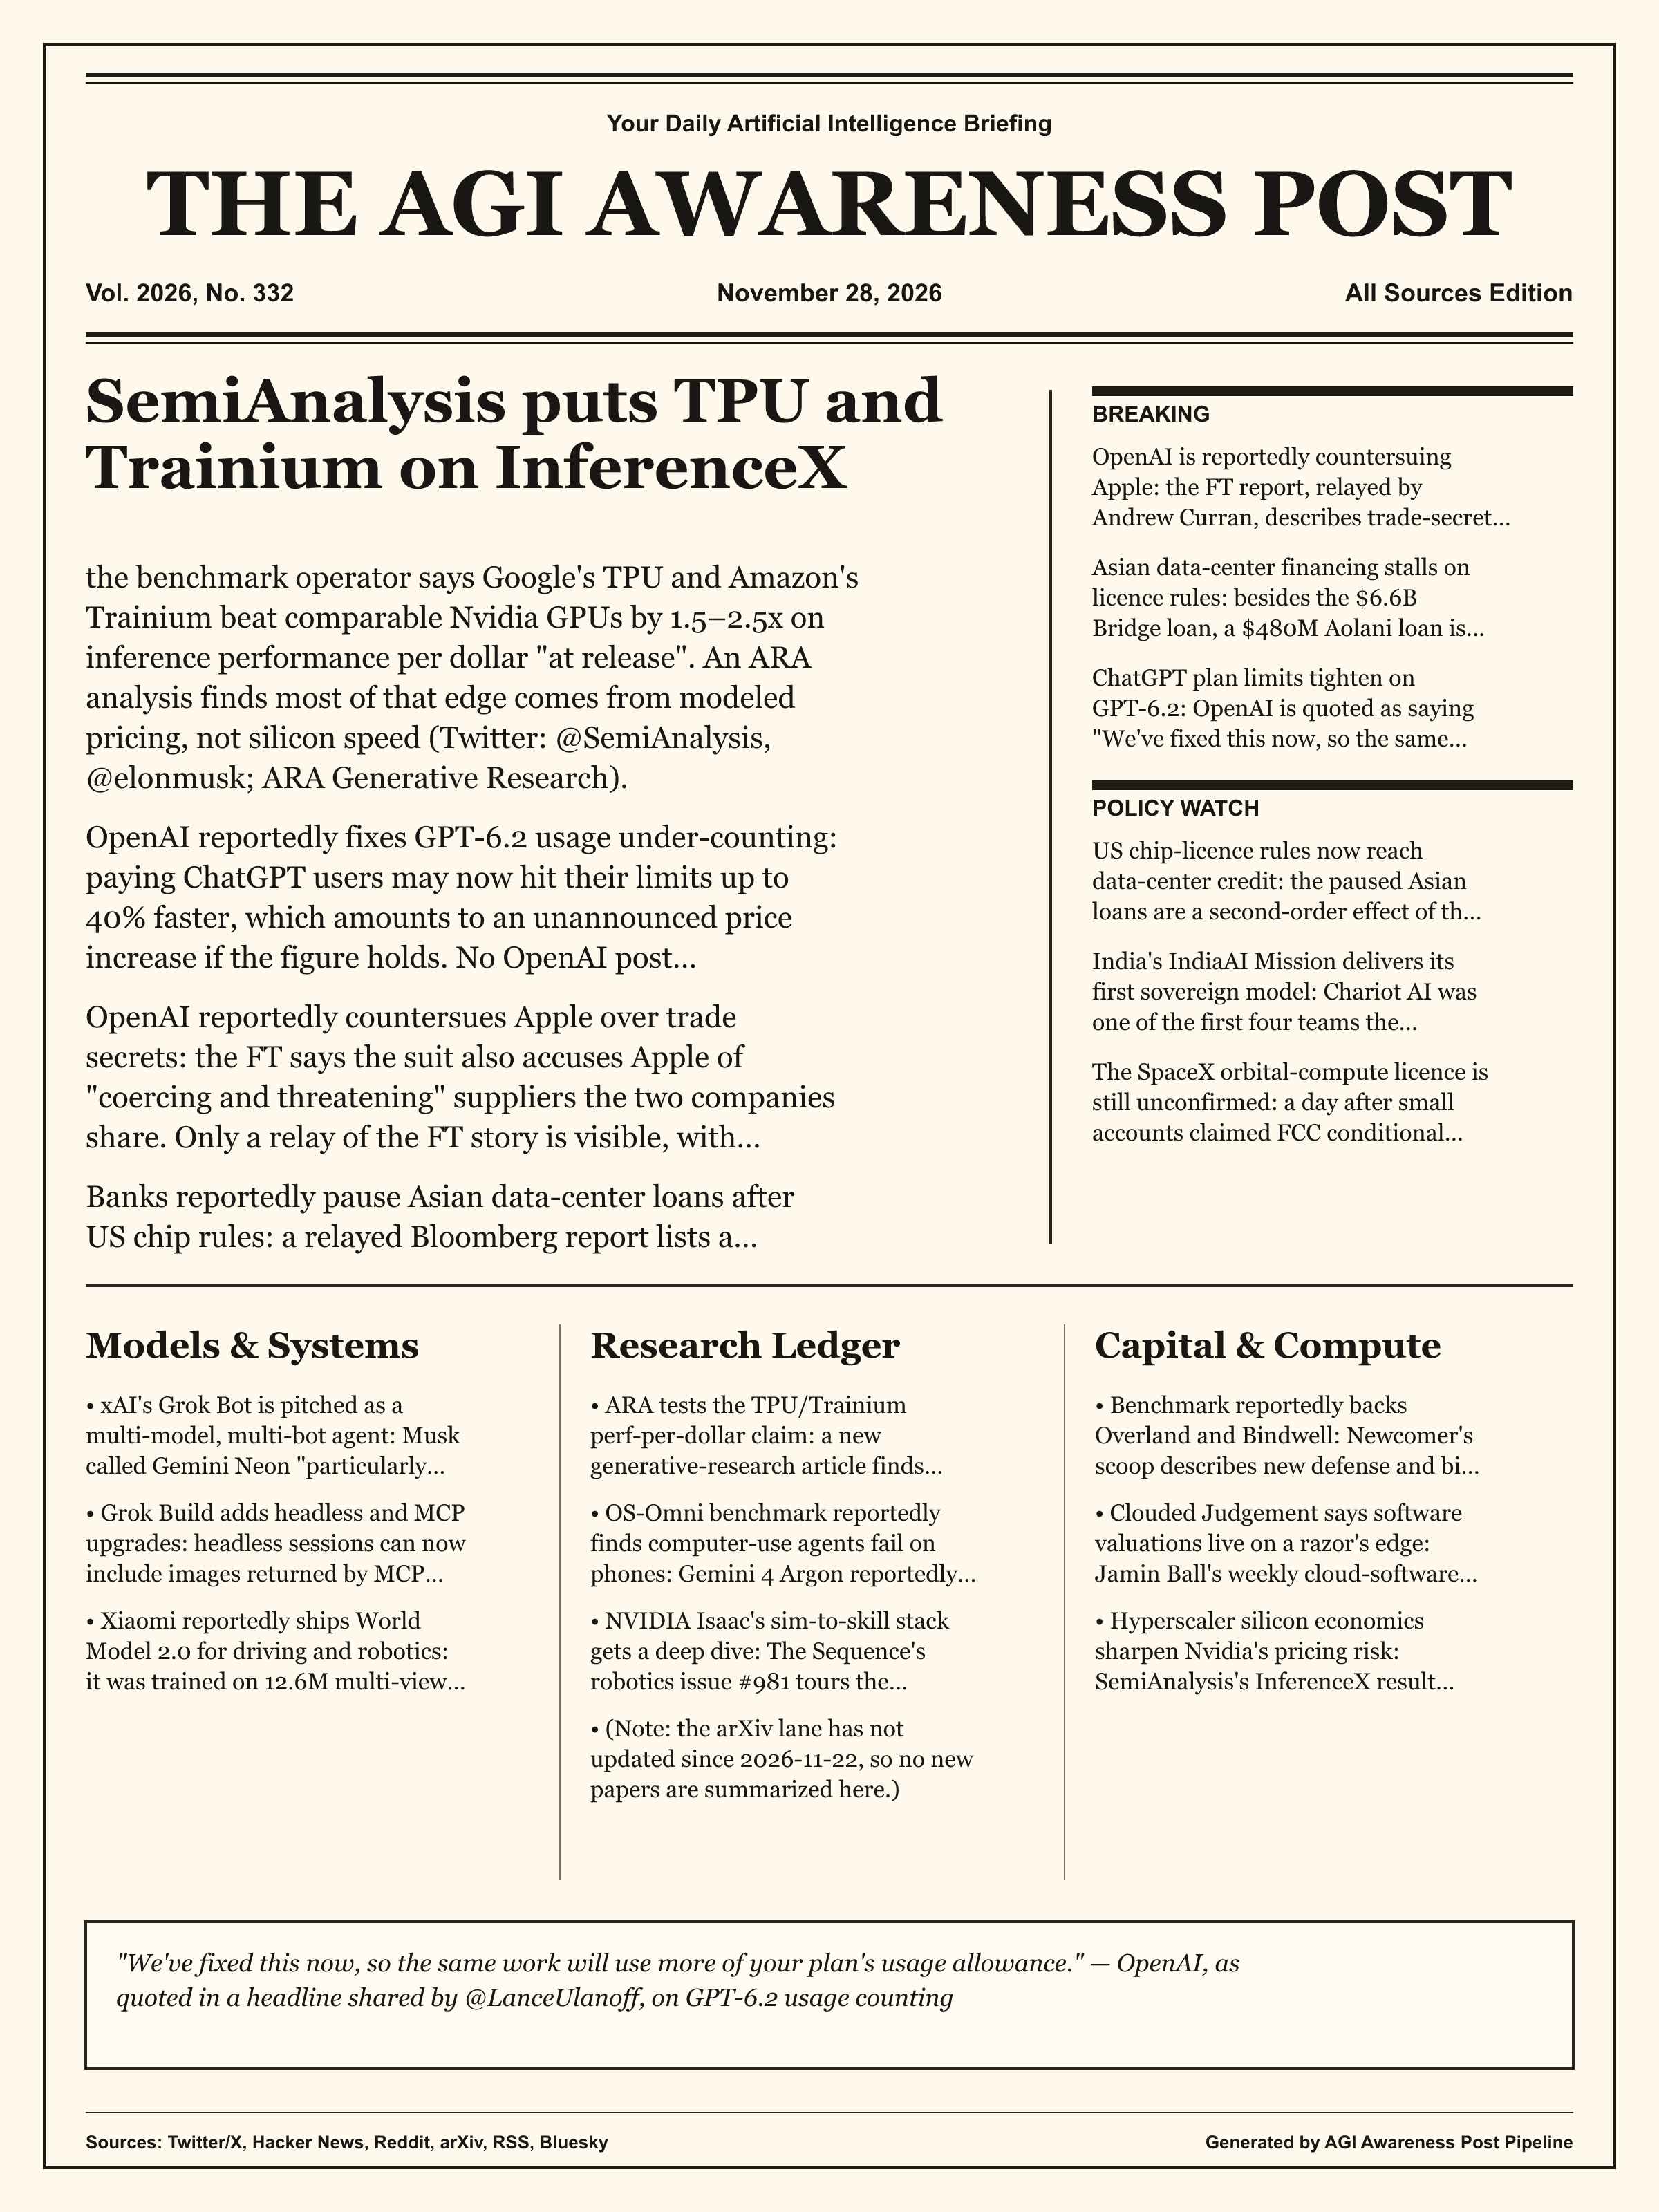 Your Daily Artificial Intelligence Briefing
THE AGI AWARENESS POST
Vol. 2026, No. 332
November 28, 2026
All Sources Edition
SemiAnalysis puts TPU and
Trainium on InferenceX
the benchmark operator says Google's TPU and Amazon's
Trainium beat comparable Nvidia GPUs by 1.5–2.5x on
inference performance per dollar "at release". An ARA
analysis finds most of that edge comes from modeled
pricing, not silicon speed (Twitter: @SemiAnalysis,
@elonmusk; ARA Generative Research).
OpenAI reportedly fixes GPT-6.2 usage under-counting:
paying ChatGPT users may now hit their limits up to
40% faster, which amounts to an unannounced price
increase if the figure holds. No OpenAI post...
OpenAI reportedly countersues Apple over trade
secrets: the FT says the suit also accuses Apple of
"coercing and threatening" suppliers the two companies
share. Only a relay of the FT story is visible, with...
Banks reportedly pause Asian data-center loans after
US chip rules: a relayed Bloomberg report lists a...
BREAKING
OpenAI is reportedly countersuing
Apple: the FT report, relayed by
Andrew Curran, describes trade-secret...
Asian data-center financing stalls on
licence rules: besides the $6.6B
Bridge loan, a $480M Aolani loan is...
ChatGPT plan limits tighten on
GPT-6.2: OpenAI is quoted as saying
"We've fixed this now, so the same...
POLICY WATCH
US chip-licence rules now reach
data-center credit: the paused Asian
loans are a second-order effect of th...
India's IndiaAI Mission delivers its
first sovereign model: Chariot AI was
one of the first four teams the...
The SpaceX orbital-compute licence is
still unconfirmed: a day after small
accounts claimed FCC conditional...
Models & Systems
• xAI's Grok Bot is pitched as a
multi-model, multi-bot agent: Musk
called Gemini Neon "particularly...
• Grok Build adds headless and MCP
upgrades: headless sessions can now
include images returned by MCP...
• Xiaomi reportedly ships World
Model 2.0 for driving and robotics:
it was trained on 12.6M multi-view...
Research Ledger
• ARA tests the TPU/Trainium
perf-per-dollar claim: a new
generative-research article finds...
• OS-Omni benchmark reportedly
finds computer-use agents fail on
phones: Gemini 4 Argon reportedly...
• NVIDIA Isaac's sim-to-skill stack
gets a deep dive: The Sequence's
robotics issue #981 tours the...
• (Note: the arXiv lane has not
updated since 2026-11-22, so no new
papers are summarized here.)
Capital & Compute
• Benchmark reportedly backs
Overland and Bindwell: Newcomer's
scoop describes new defense and bi...
• Clouded Judgement says software
valuations live on a razor's edge:
Jamin Ball's weekly cloud-software...
• Hyperscaler silicon economics
sharpen Nvidia's pricing risk:
SemiAnalysis's InferenceX result...
"We've fixed this now, so the same work will use more of your plan's usage allowance." — OpenAI, as
quoted in a headline shared by @LanceUlanoff, on GPT-6.2 usage counting
Sources: Twitter/X, Hacker News, Reddit, arXiv, RSS, Bluesky
Generated by AGI Awareness Post Pipeline